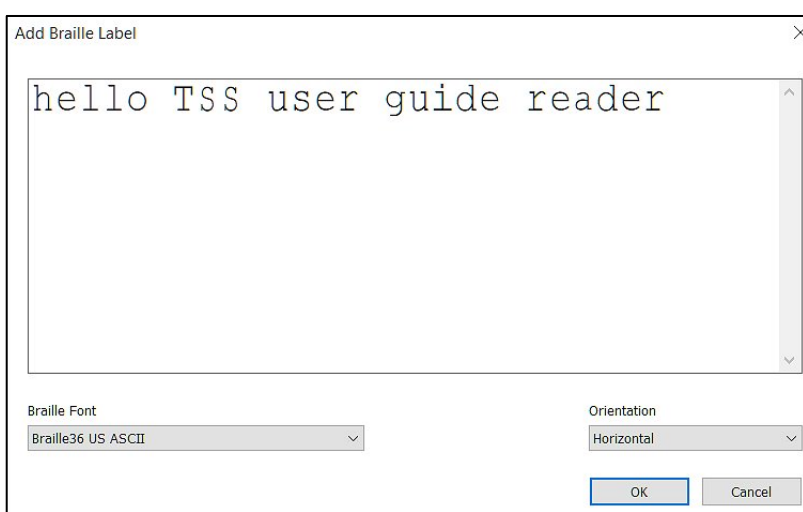 Add Braille Label
hello TSS user guide reader
Braille Font
Orientation
Braille36 US ASCII
Horizontal
OK
Cancel